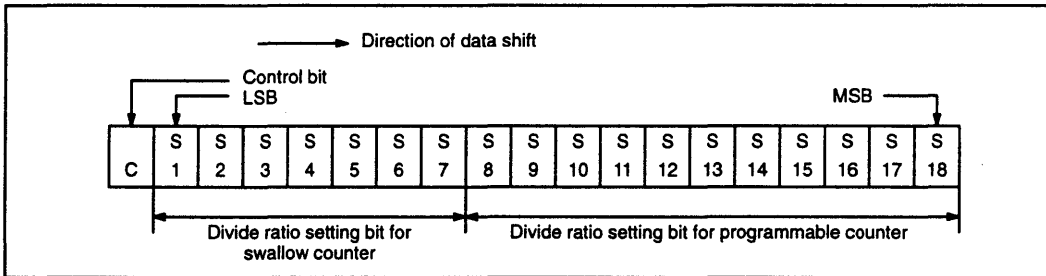 Direction of data shift
Control bit
LSB
MSB
S S S S S S S S S S S S S S S S S S
C 1 2 3 4 5 6 7 8 9 10 11 12 13 14 15 16 17 18
Divide ratio setting bit for
swallow counter
Divide ratio setting bit for programmable counter